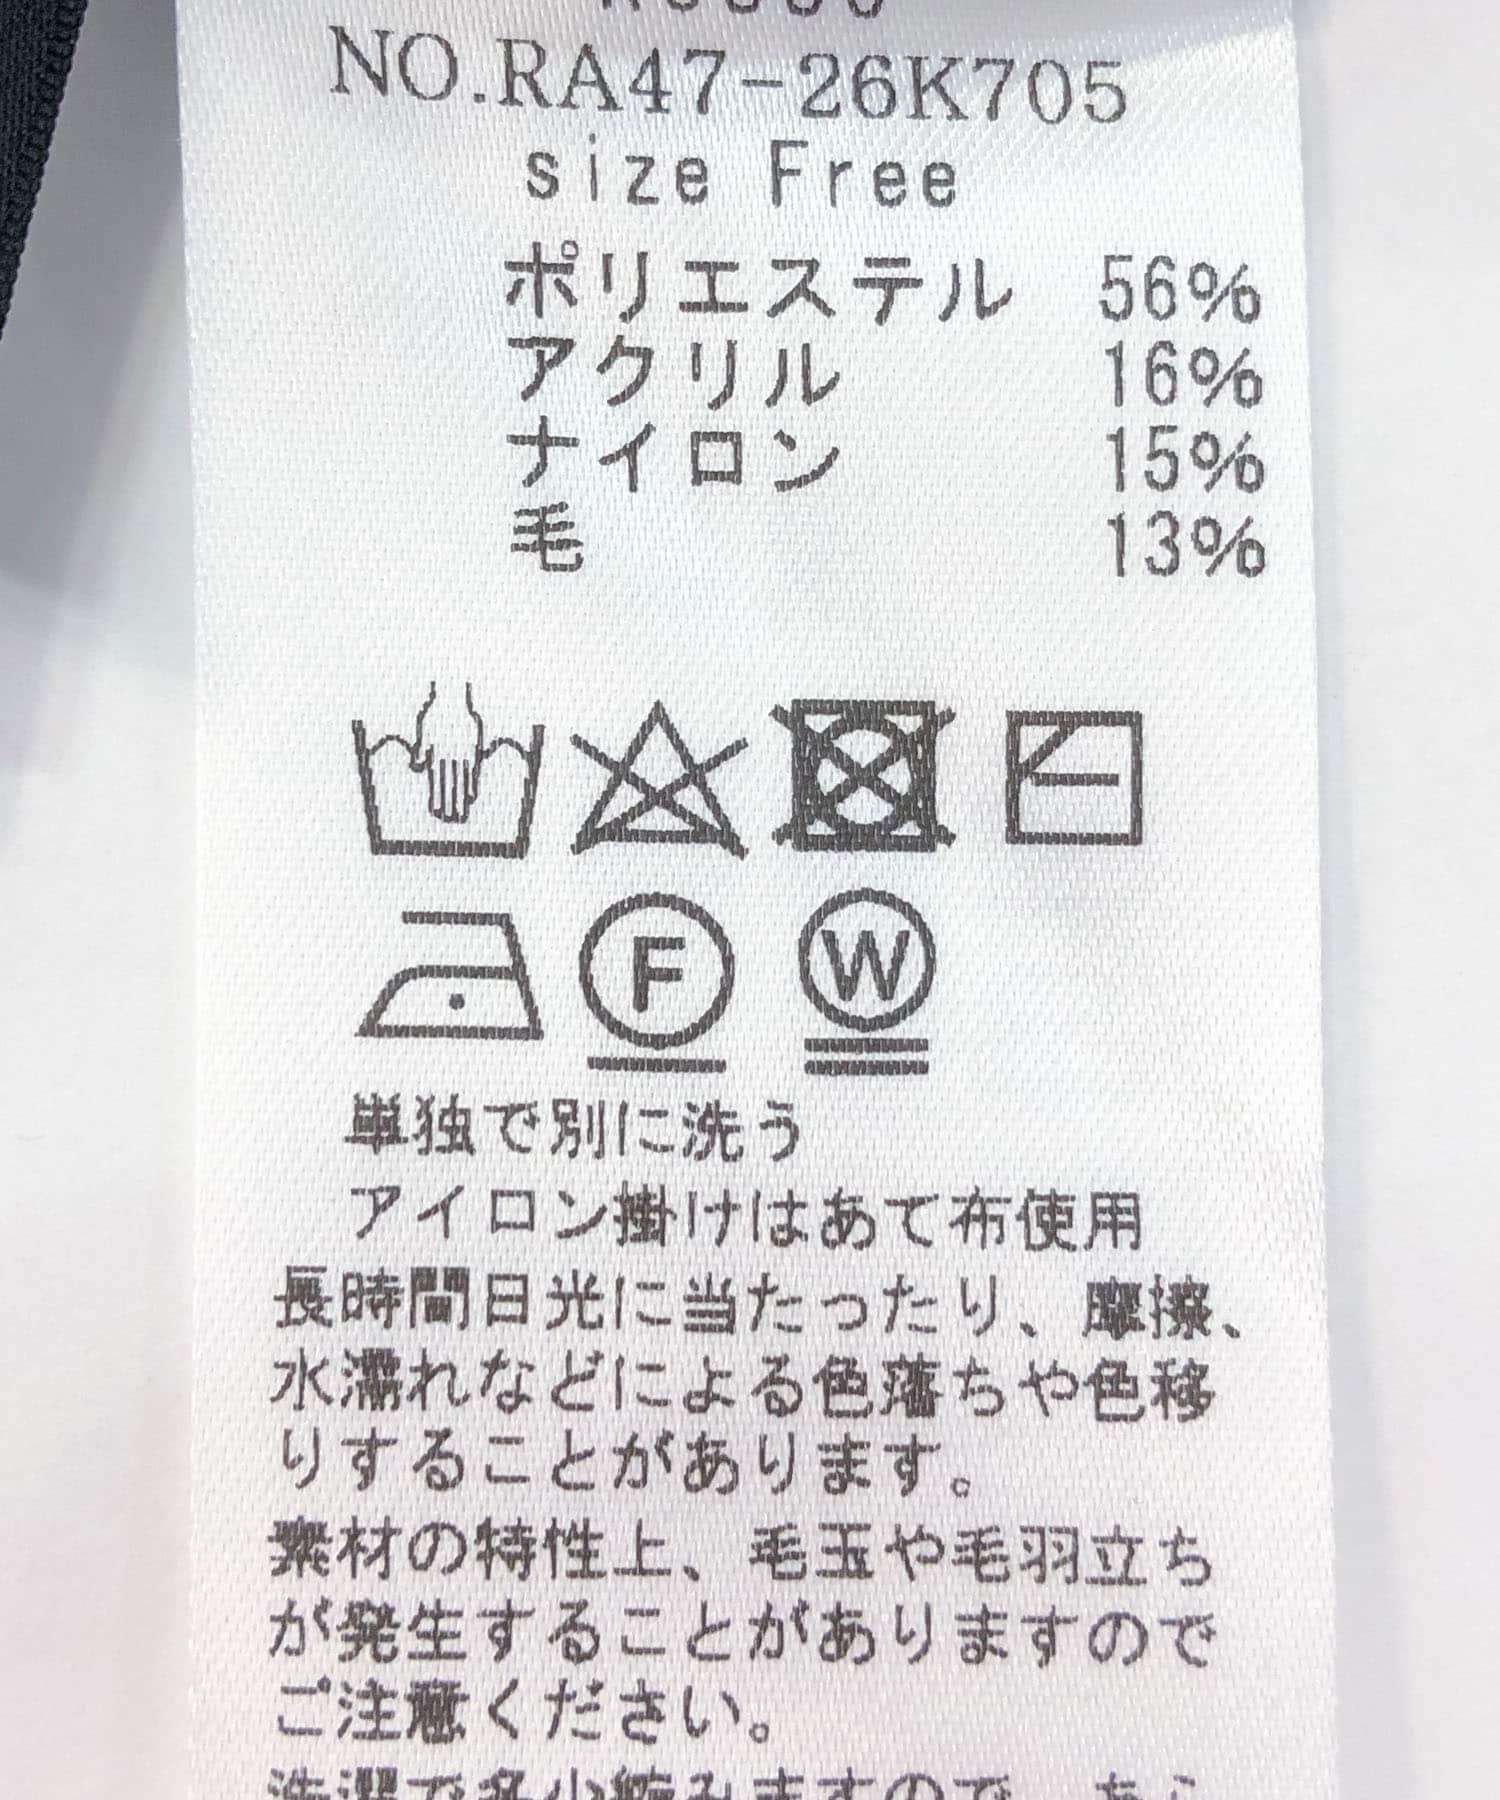 NO.RA47-26K705
size Free
ポリエステル 56%
アクリル 16%
ナイロン 15%
毛 13%
F W
単独で別に洗う
アイロン掛けはあて布使用
長時間日光に当たったり、摩擦、
水濡れなどによる色落ちや色移
りすることがあります。
素材の特性上、毛玉や毛羽立ち
が発生することがありますので
ご注意ください。